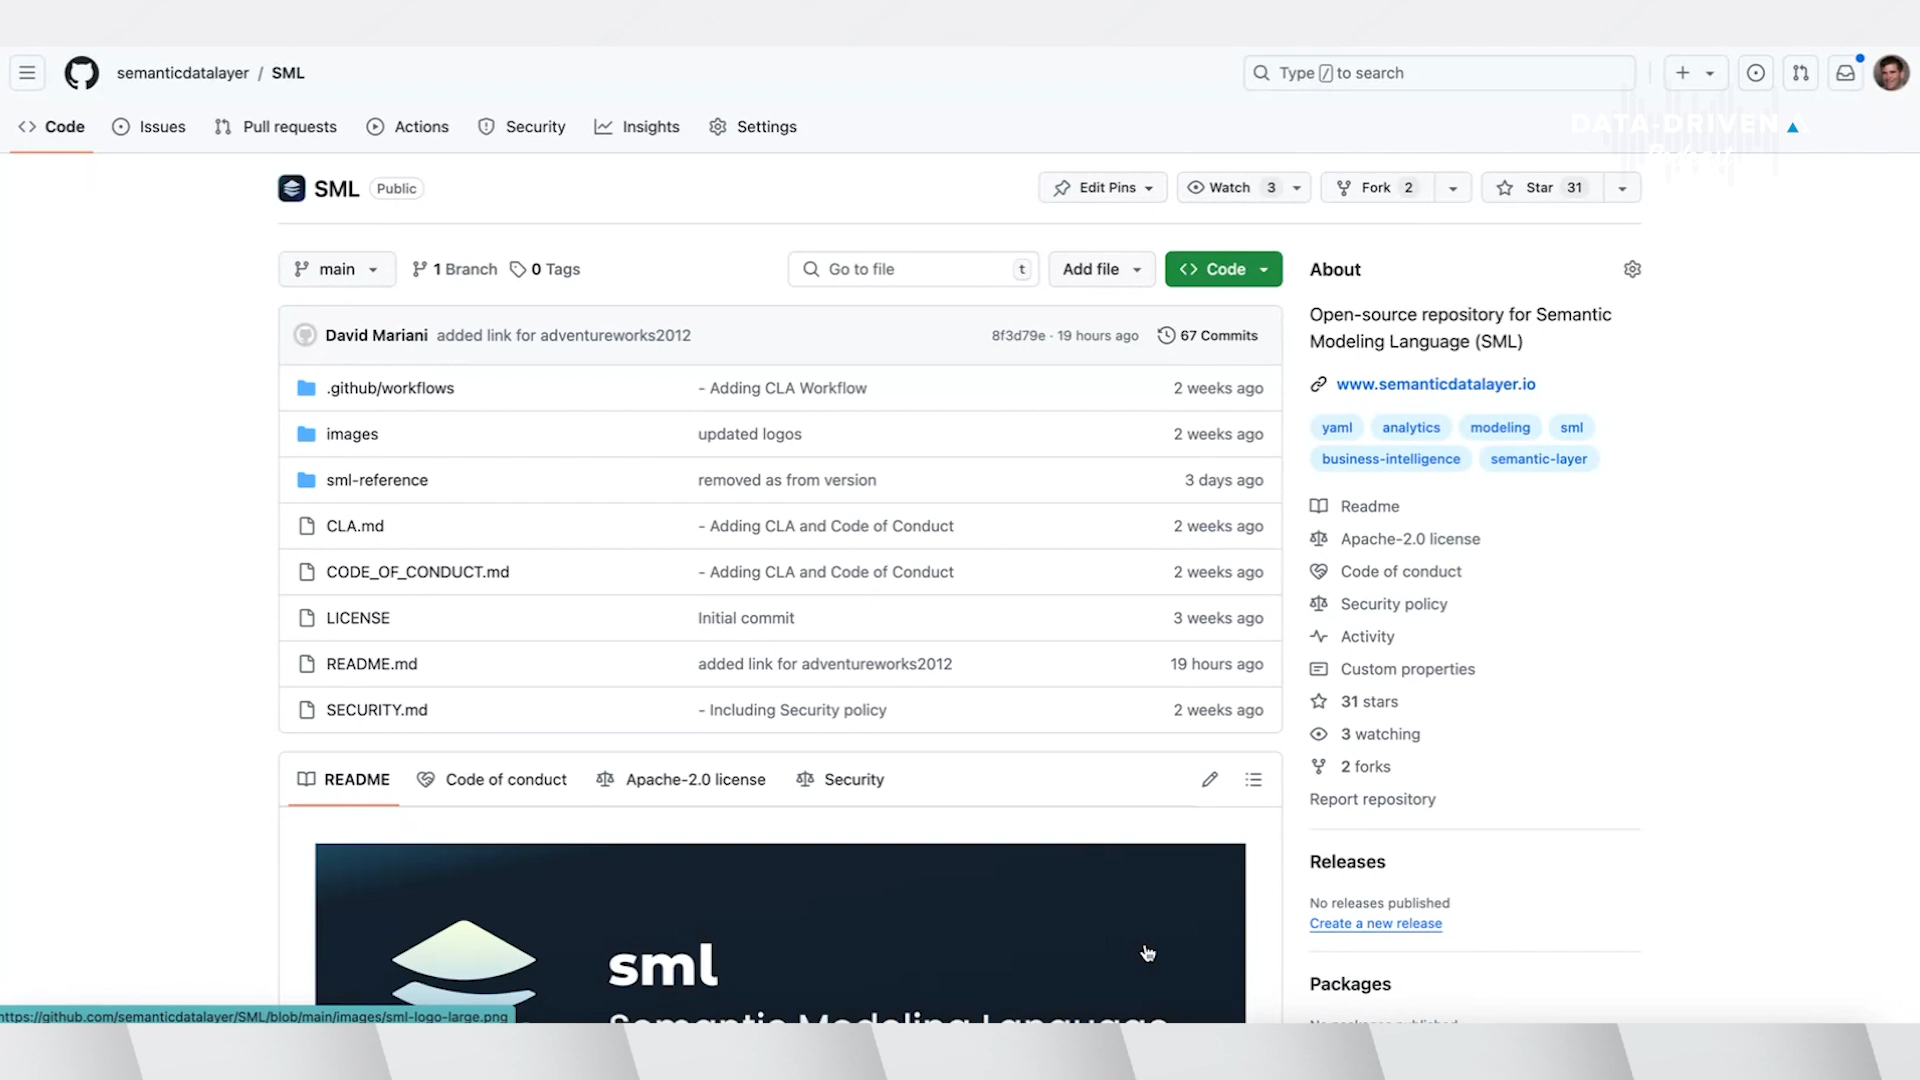 semanticdatalayer / SML
Type / to search
Code
Issues
Pull requests
Actions
Security
Insights
Settings
DATA-DRIVEN
Podcast
SML Public
Edit Pins
Watch 3
Fork 2
Star 31
main
1 Branch
0 Tags
Go to file t
Add file
Code
David Mariani added link for adventureworks2012 8f3d79e · 19 hours ago 67 Commits
.github/workflows - Adding CLA Workflow 2 weeks ago
images updated logos 2 weeks ago
sml-reference removed as from version 3 days ago
CLA.md - Adding CLA and Code of Conduct 2 weeks ago
CODE_OF_CONDUCT.md - Adding CLA and Code of Conduct 2 weeks ago
LICENSE Initial commit 3 weeks ago
README.md added link for adventureworks2012 19 hours ago
SECURITY.md - Including Security policy 2 weeks ago
README
Code of conduct
Apache-2.0 license
Security
sml
Semantic Modeling Language
https://github.com/semanticdatalayer/SML/blob/main/images/sml-logo-large.png
About
Open-source repository for Semantic
Modeling Language (SML)
www.semanticdatalayer.io
yaml analytics modeling sml
business-intelligence semantic-layer
Readme
Apache-2.0 license
Code of conduct
Security policy
Activity
Custom properties
31 stars
3 watching
2 forks
Report repository
Releases
No releases published
Create a new release
Packages
No packages published